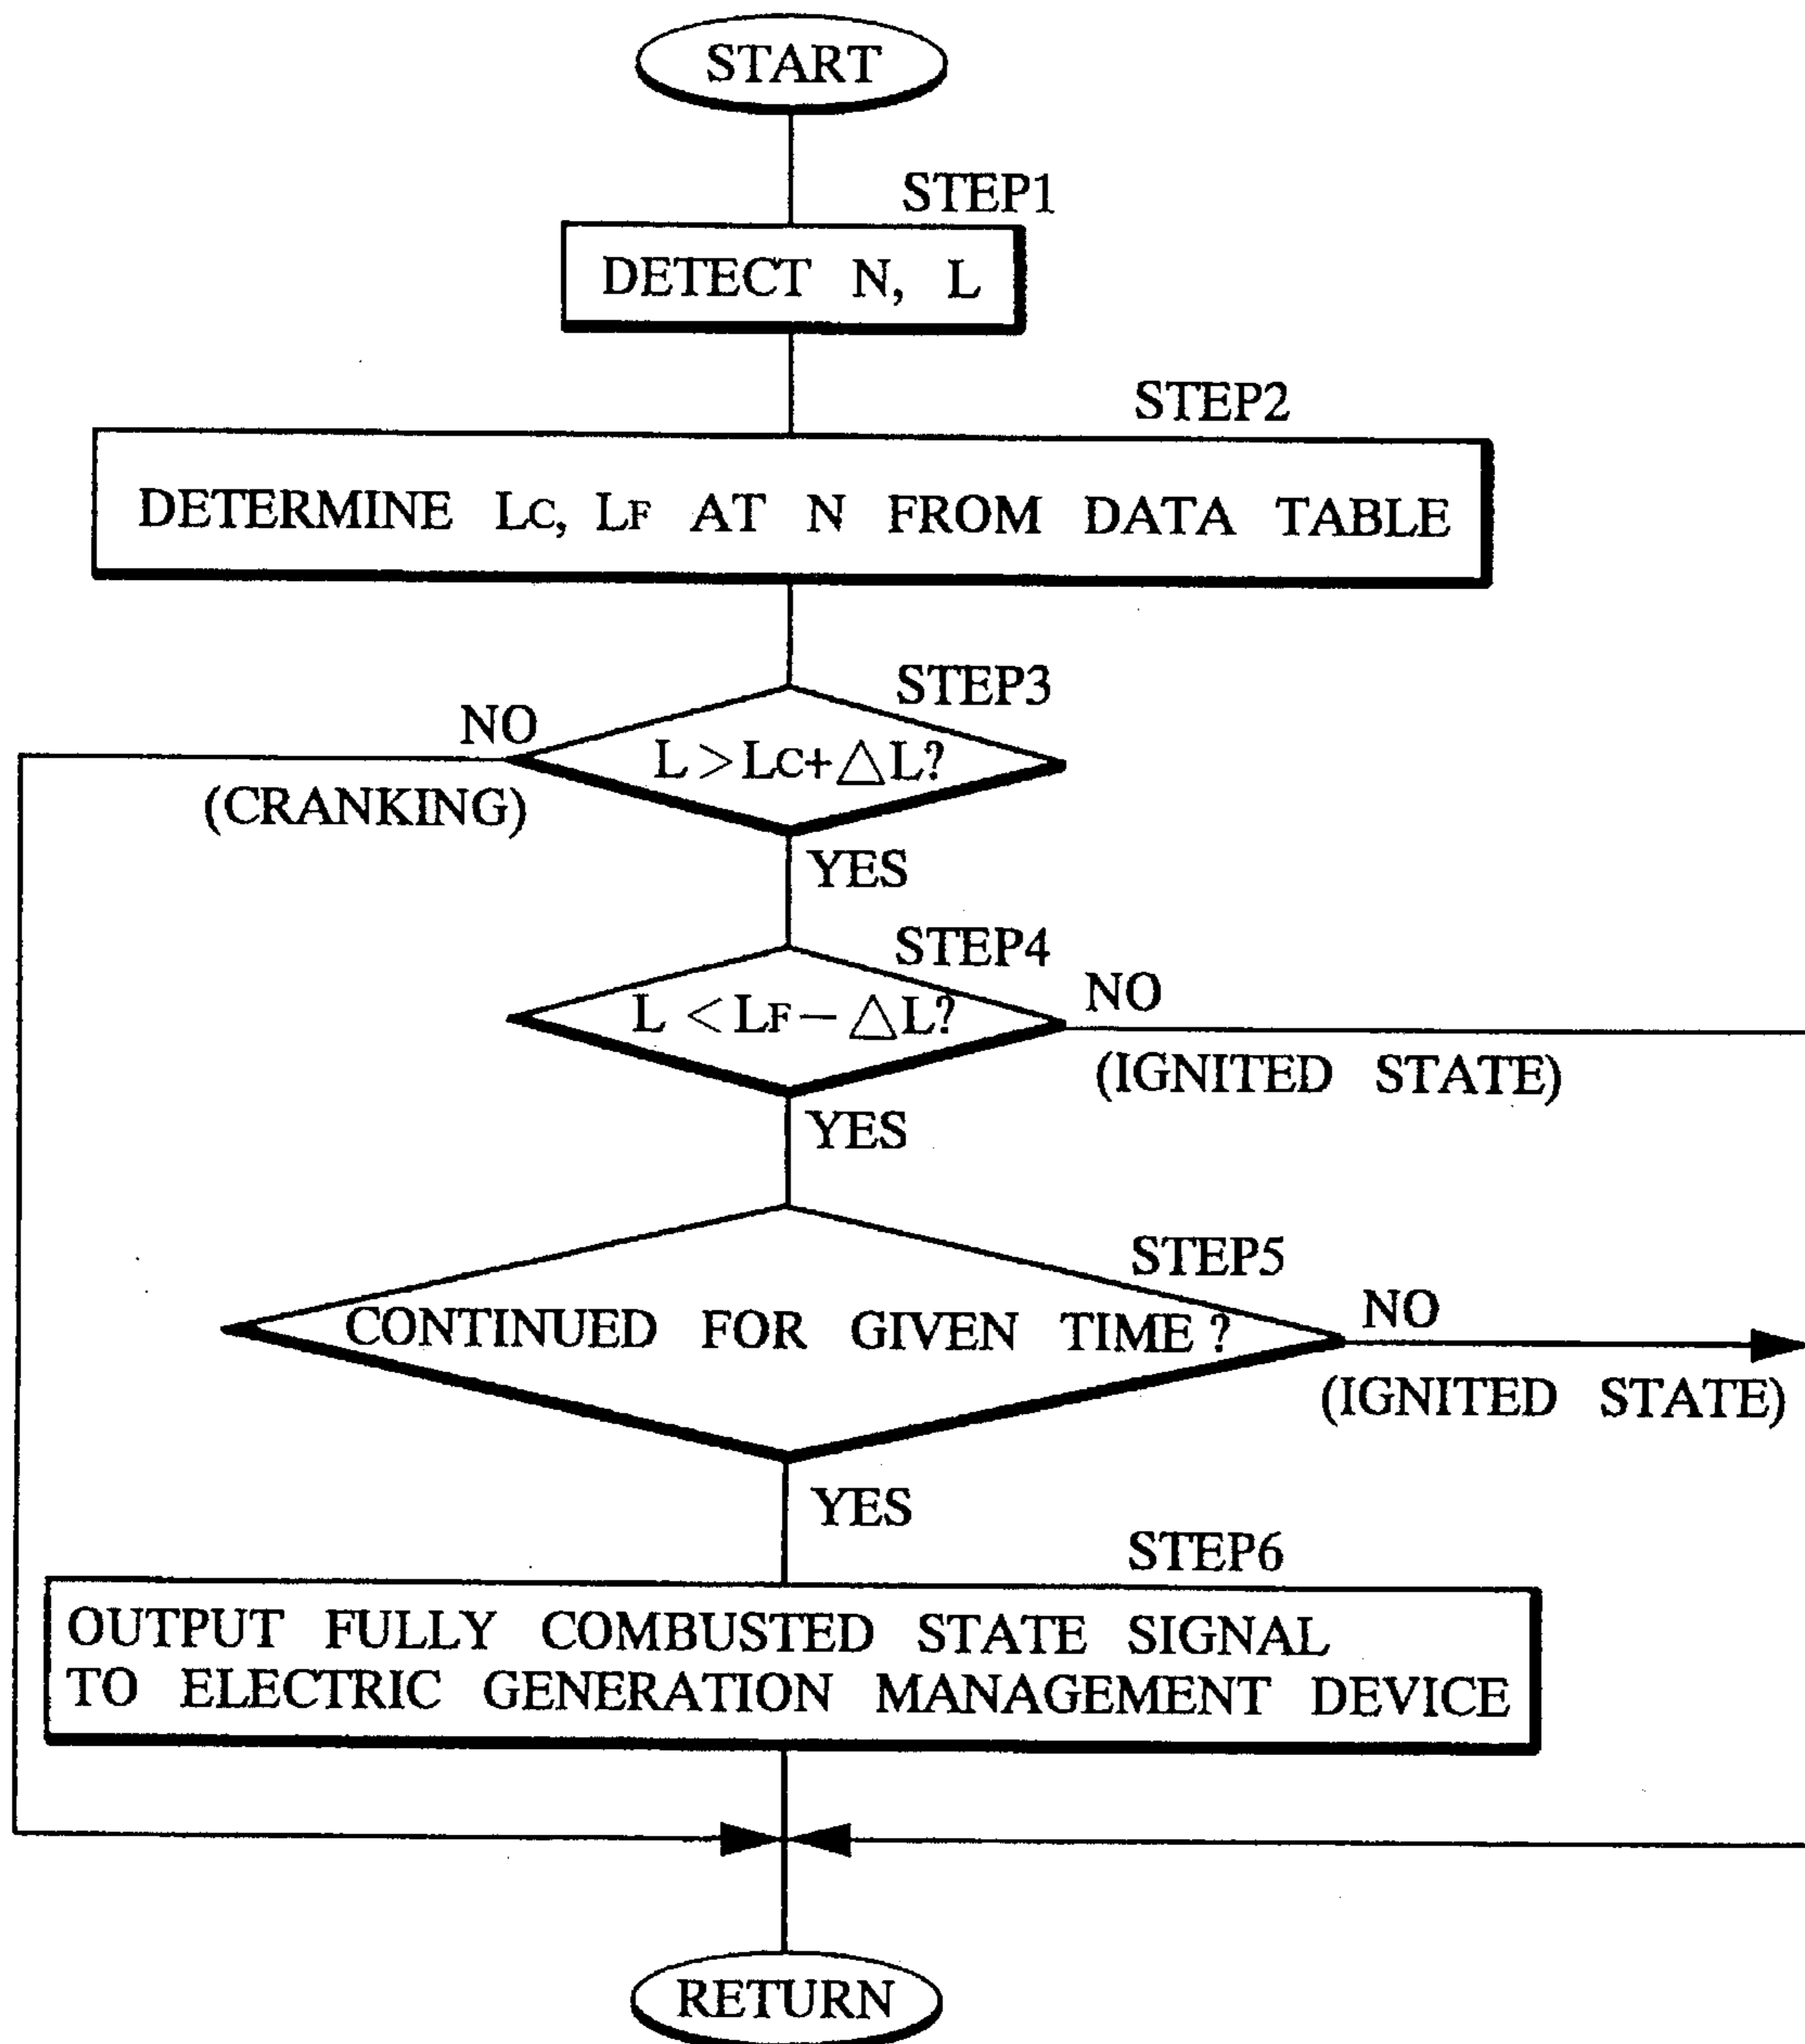 START
STEP1
DETECT N, L
STEP2
DETERMINE LC, LF AT N FROM DATA TABLE
STEP3
NO
L>LC+△L?
(CRANKING)
YES
STEP4
NO
L<LF−△L?
(IGNITED STATE)
YES
STEP5
NO
CONTINUED FOR GIVEN TIME?
(IGNITED STATE)
YES
STEP6
OUTPUT FULLY COMBUSTED STATE SIGNAL
TO ELECTRIC GENERATION MANAGEMENT DEVICE
RETURN